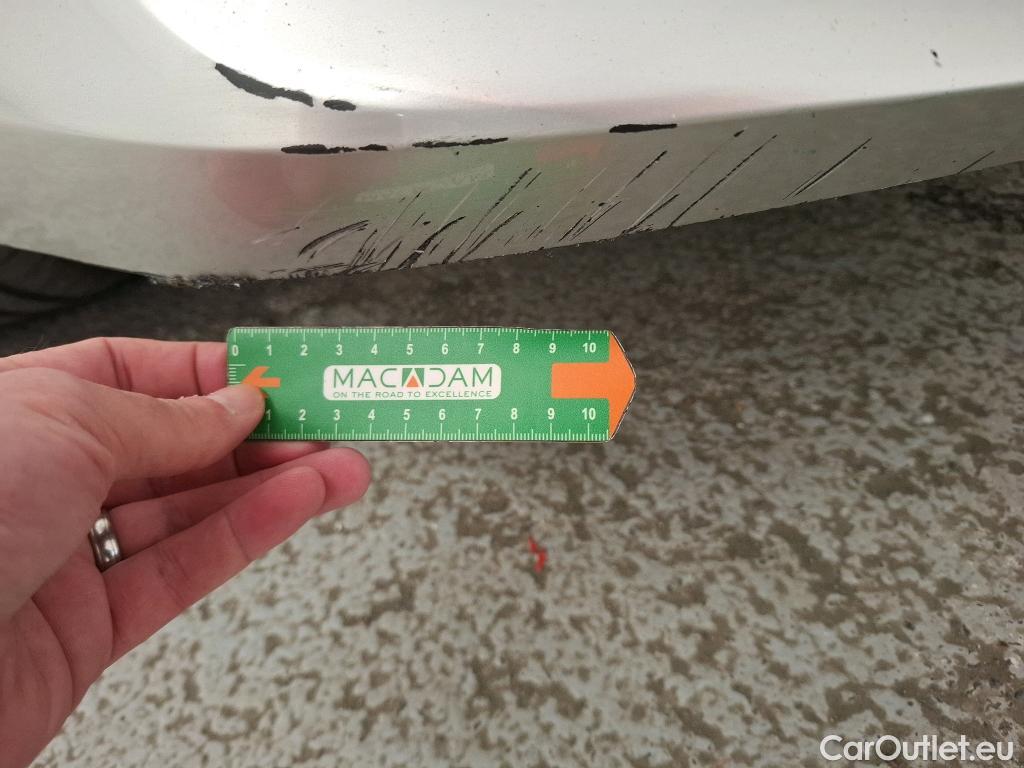 0 1 2 3 4 5 6 7 8 9 10
MACADAM
ON THE ROAD TO EXCELLENCE
1 2 3 4 5 6 7 8 9 10
CarOutlet.eu